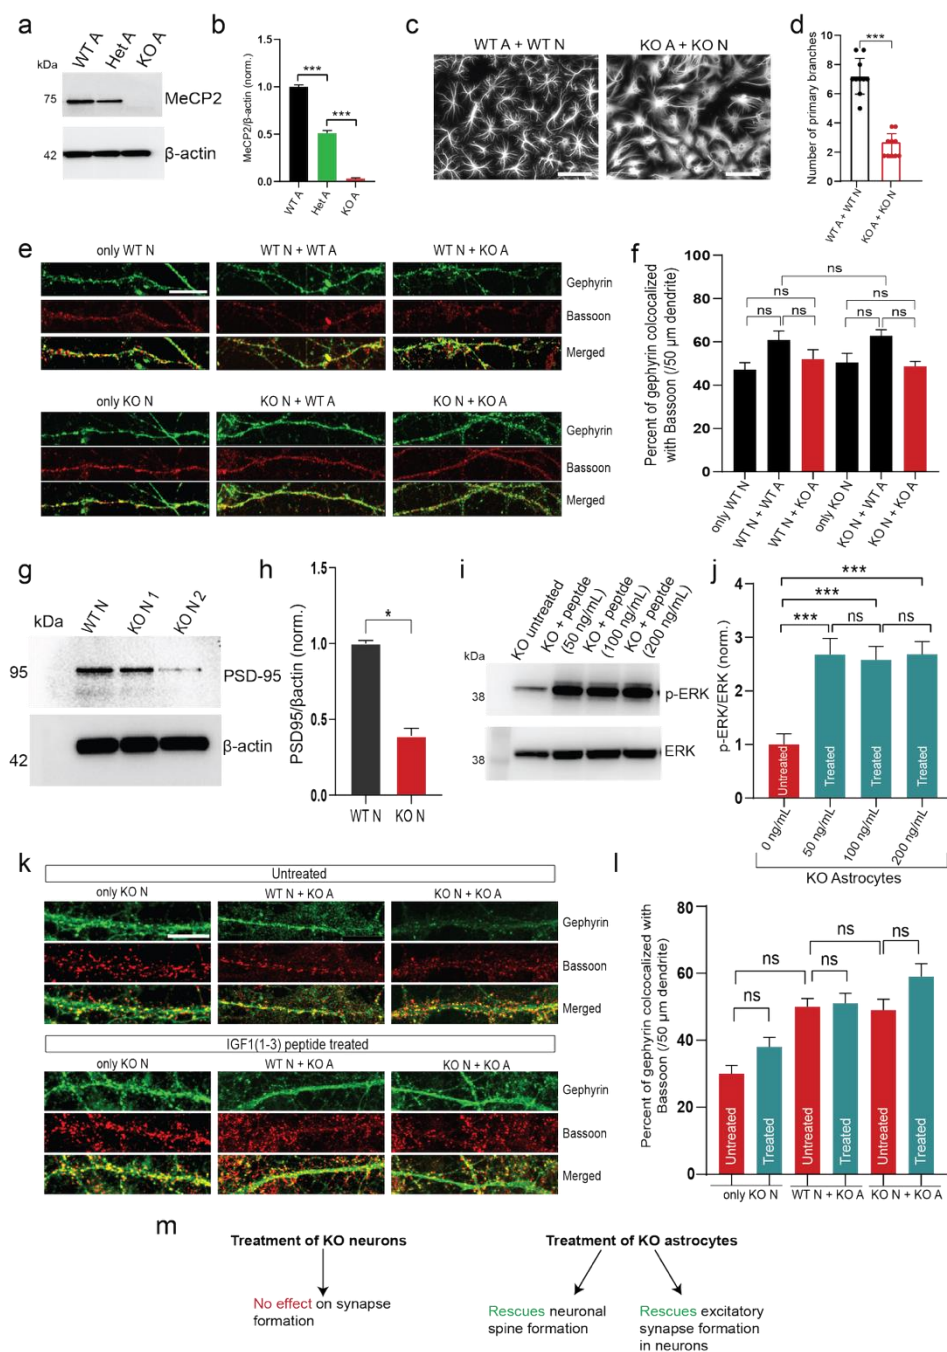 a
WT A
Het A
KO A
kDa
75
MeCP2
42
β-actin
b
MeCP2/β-actin (norm.)
1.5
1.0
0.5
0.0
***
***
WT A
Het A
KO A
c
WT A + WT N
KO A + KO N
d
Number of primary branches
10
8
6
4
2
0
***
WT A + WT N
KO A + KO N
e
only WT N
WT N + WT A
WT N + KO A
Gephyrin
Bassoon
Merged
only KO N
KO N + WT A
KO N + KO A
Gephyrin
Bassoon
Merged
f
Percent of gephyrin colcocalized
with Bassoon (/50 µm dendrite)
100
80
60
40
20
0
ns
ns
ns
ns
ns
ns
ns
only WT N
WT N + WT A
WT N + KO A
only KO N
KO N + WT A
KO N + KO A
g
kDa
WT N
KO N 1
KO N 2
95
PSD-95
β-actin
42
h
PSD95/βactin (norm.)
1.5
1.0
0.5
0.0
*
WT N
KO N
i
KO untreated
KO + peptde
(50 ng/mL)
KO + peptde
(100 ng/mL)
KO + peptde
(200 ng/mL)
kDa
38
p-ERK
38
ERK
j
p-ERK/ERK (norm.)
4
3
2
1
0
***
***
***
ns
ns
Untreated
Treated
Treated
Treated
0 ng/mL
50 ng/mL
100 ng/mL
200 ng/mL
KO Astrocytes
k
Untreated
only KO N
WT N + KO A
KO N + KO A
Gephyrin
Bassoon
Merged
IGF1(1-3) peptide treated
only KO N
WT N + KO A
KO N + KO A
Gephyrin
Bassoon
Merged
l
Percent of gephyrin colcocalized with
Bassoon (/50 µm dendrite)
80
60
40
20
0
ns
ns
ns
ns
ns
Untreated
Treated
Untreated
Treated
Untreated
Treated
only KO N
WT N + KO A
KO N + KO A
m
Treatment of KO neurons
No effect on synapse
formation
Treatment of KO astrocytes
Rescues neuronal
spine formation
Rescues excitatory
synapse formation
in neurons